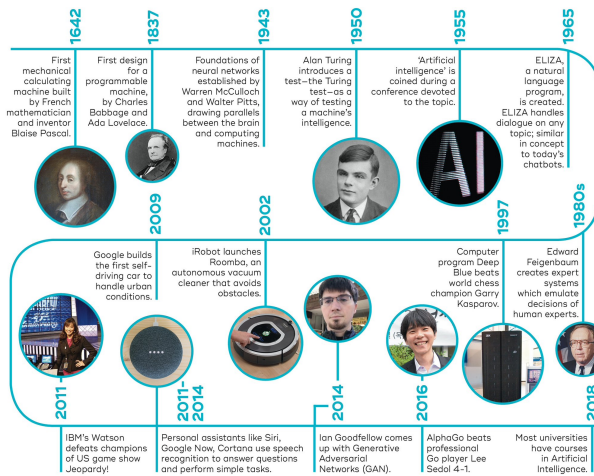 1642
First
mechanical
calculating
machine built
by French
mathematician
and inventor
Blaise Pascal.
1837
First design
for a
programmable
machine,
by Charles
Babbage and
Ada Lovelace.
1943
Foundations of
neural networks
established by
Warren McCulloch
and Walter Pitts,
drawing parallels
between the brain
and computing
machines.
1950
Alan Turing
introduces a
test—the Turing
test—as a
way of testing
a machine's
intelligence.
1955
'Artificial
intelligence' is
coined during a
conference devoted
to the topic.
AI
1965
ELIZA,
a natural
language
program,
is created.
ELIZA handles
dialogue on any
topic; similar
in concept
to today's
chatbots.
1980s
Edward
Feigenbaum
creates expert
systems
which emulate
decisions of
human experts.
1997
Computer
program Deep
Blue beats
world chess
champion Garry
Kasparov.
2002
iRobot launches
Roomba, an
autonomous vacuum
cleaner that avoids
obstacles.
2009
Google builds
the first self-
driving car to
handle urban
conditions.
2011
IBM's Watson
defeats champions
of US game show
Jeopardy!
2011-
2014
Personal assistants like Siri,
Google Now, Cortana use speech
recognition to answer questions
and perform simple tasks.
2014
Ian Goodfellow comes
up with Generative
Adversarial
Networks (GAN).
2016
AlphaGo beats
professional
Go player Lee
Sedol 4–1.
2018
Most universities
have courses
in Artificial
Intelligence.